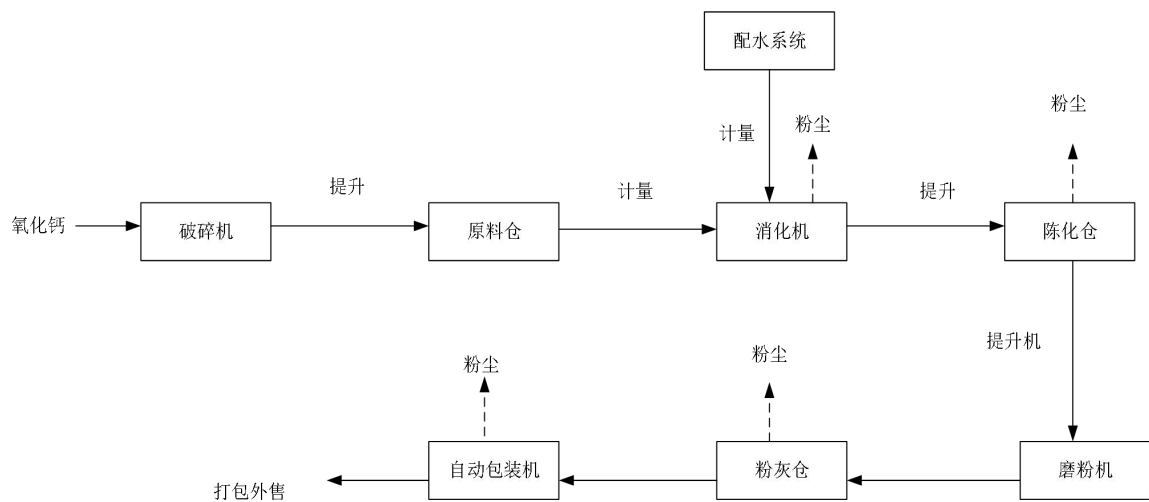 配水系统
计量
粉尘
粉尘
氧化钙
破碎机
提升
原料仓
计量
消化机
提升
陈化仓
提升机
粉尘
粉尘
打包外售
自动包装机
粉灰仓
磨粉机